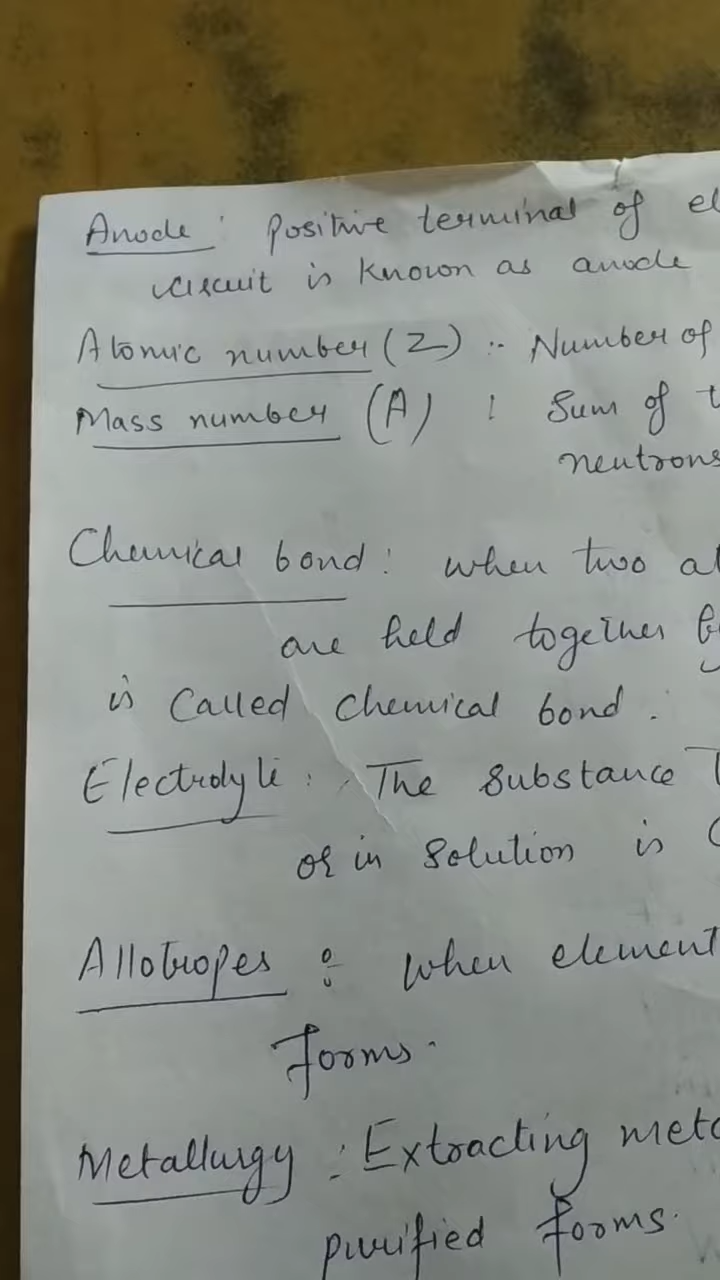 Anode : Positive terminal of el
circuit is known as anode
Atomic number (Z) :- Number of
Mass number (A) : Sum of t
neutrons
Chemical bond : when two at
are held together b
is called chemical bond.
Electrolyte : The substance
or in solution is
Allotropes : When element
forms.
Metallurgy : Extracting meta
purified forms.